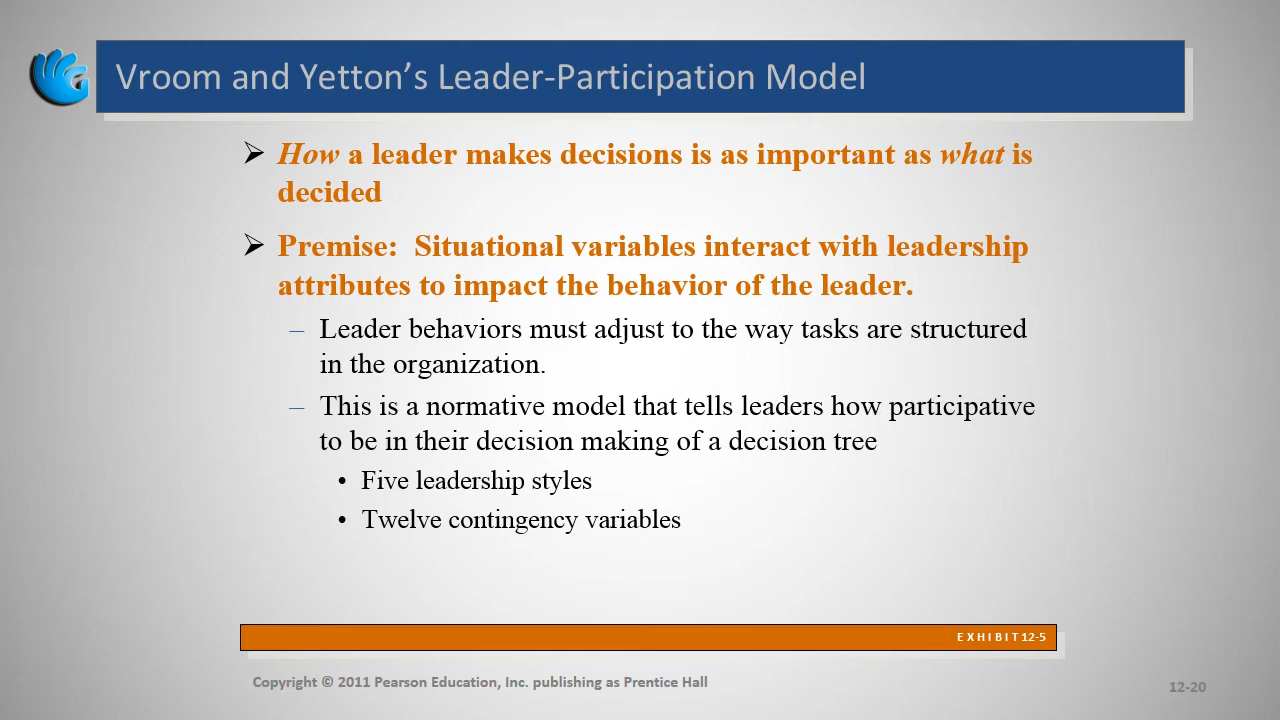 Vroom and Yetton’s Leader-Participation Model
➢ How a leader makes decisions is as important as what is
decided
➢ Premise:  Situational variables interact with leadership
attributes to impact the behavior of the leader.
– Leader behaviors must adjust to the way tasks are structured
in the organization.
– This is a normative model that tells leaders how participative
to be in their decision making of a decision tree
• Five leadership styles
• Twelve contingency variables
EXHIBIT 12-5
Copyright © 2011 Pearson Education, Inc. publishing as Prentice Hall
12-20